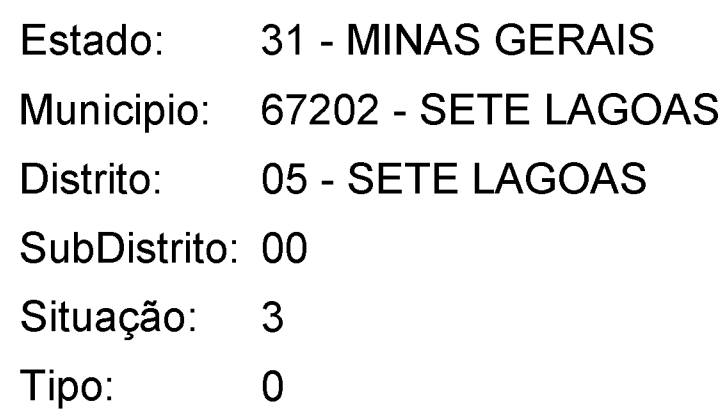 Estado: 31 - MINAS GERAIS
Municipio: 67202 - SETE LAGOAS
Distrito: 05 - SETE LAGOAS
SubDistrito: 00
Situação: 3
Tipo: 0